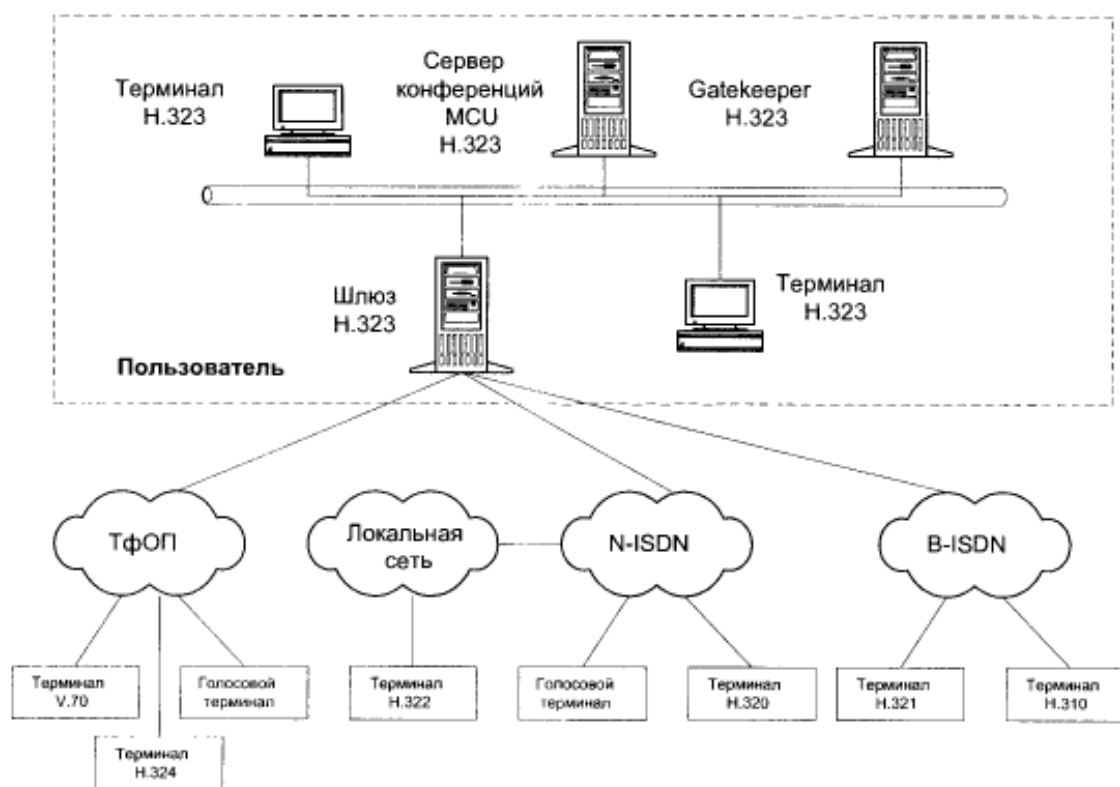 Терминал
H.323
Сервер
конференций
MCU
H.323
Gatekeeper
H.323
Шлюз
H.323
Терминал
H.323
Пользователь
ТфОП
Локальная
сеть
N-ISDN
B-ISDN
Терминал
V.70
Голосовой
терминал
Терминал
H.322
Голосовой
терминал
Терминал
H.320
Терминал
H.321
Терминал
H.310
Терминал
H.324